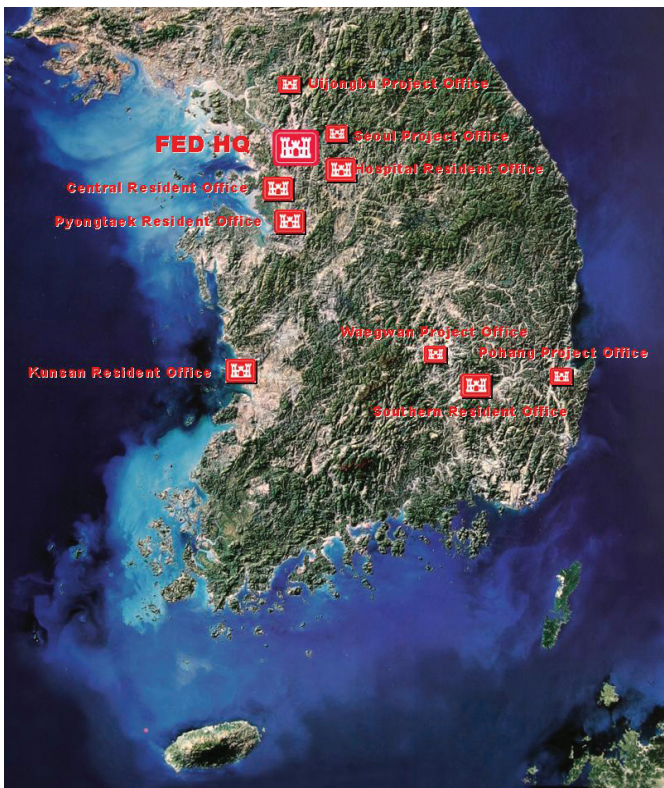 Uijongbu Project Office
FED HQ
Seoul Project Office
Hospital Resident Office
Central Resident Office
Pyongtaek Resident Office
Waegwan Project Office
Pohang Project Office
Kunsan Resident Office
Southern Resident Office